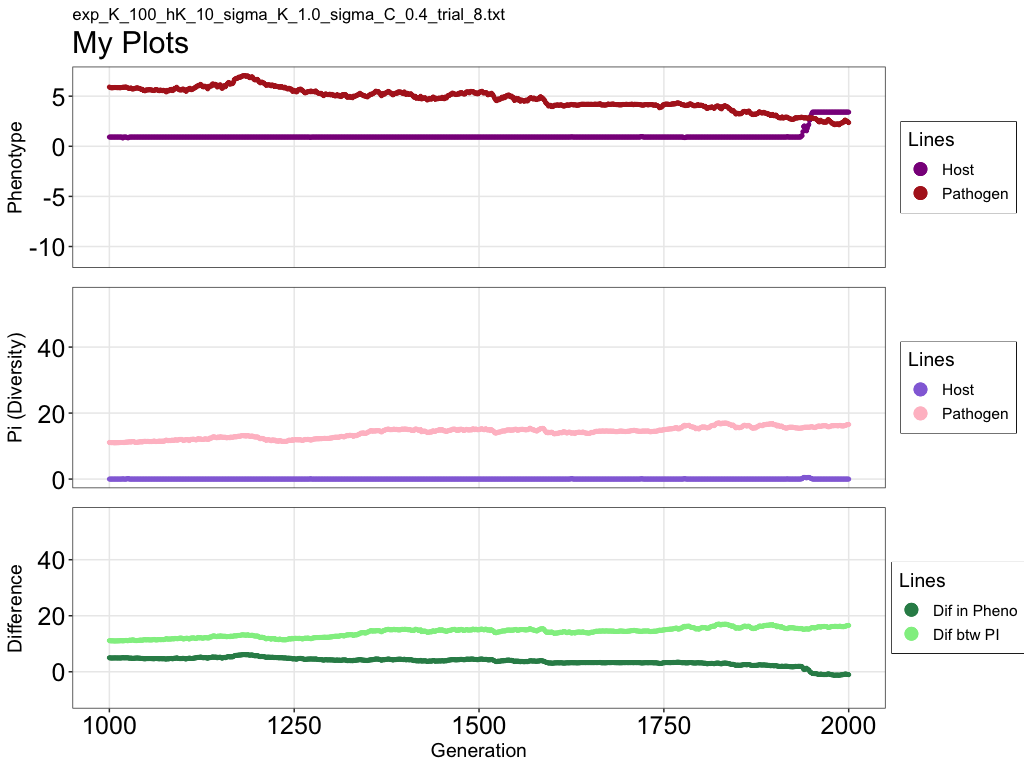 exp_K_100_hK_10_sigma_K_1.0_sigma_C_0.4_trial_8.txt
My Plots
Phenotype
5
0
-5
-10
Lines
Host
Pathogen
Pi (Diversity)
40
20
0
Lines
Host
Pathogen
Difference
40
20
0
Lines
Dif in Pheno
Dif btw PI
1000 1250 1500 1750 2000
Generation